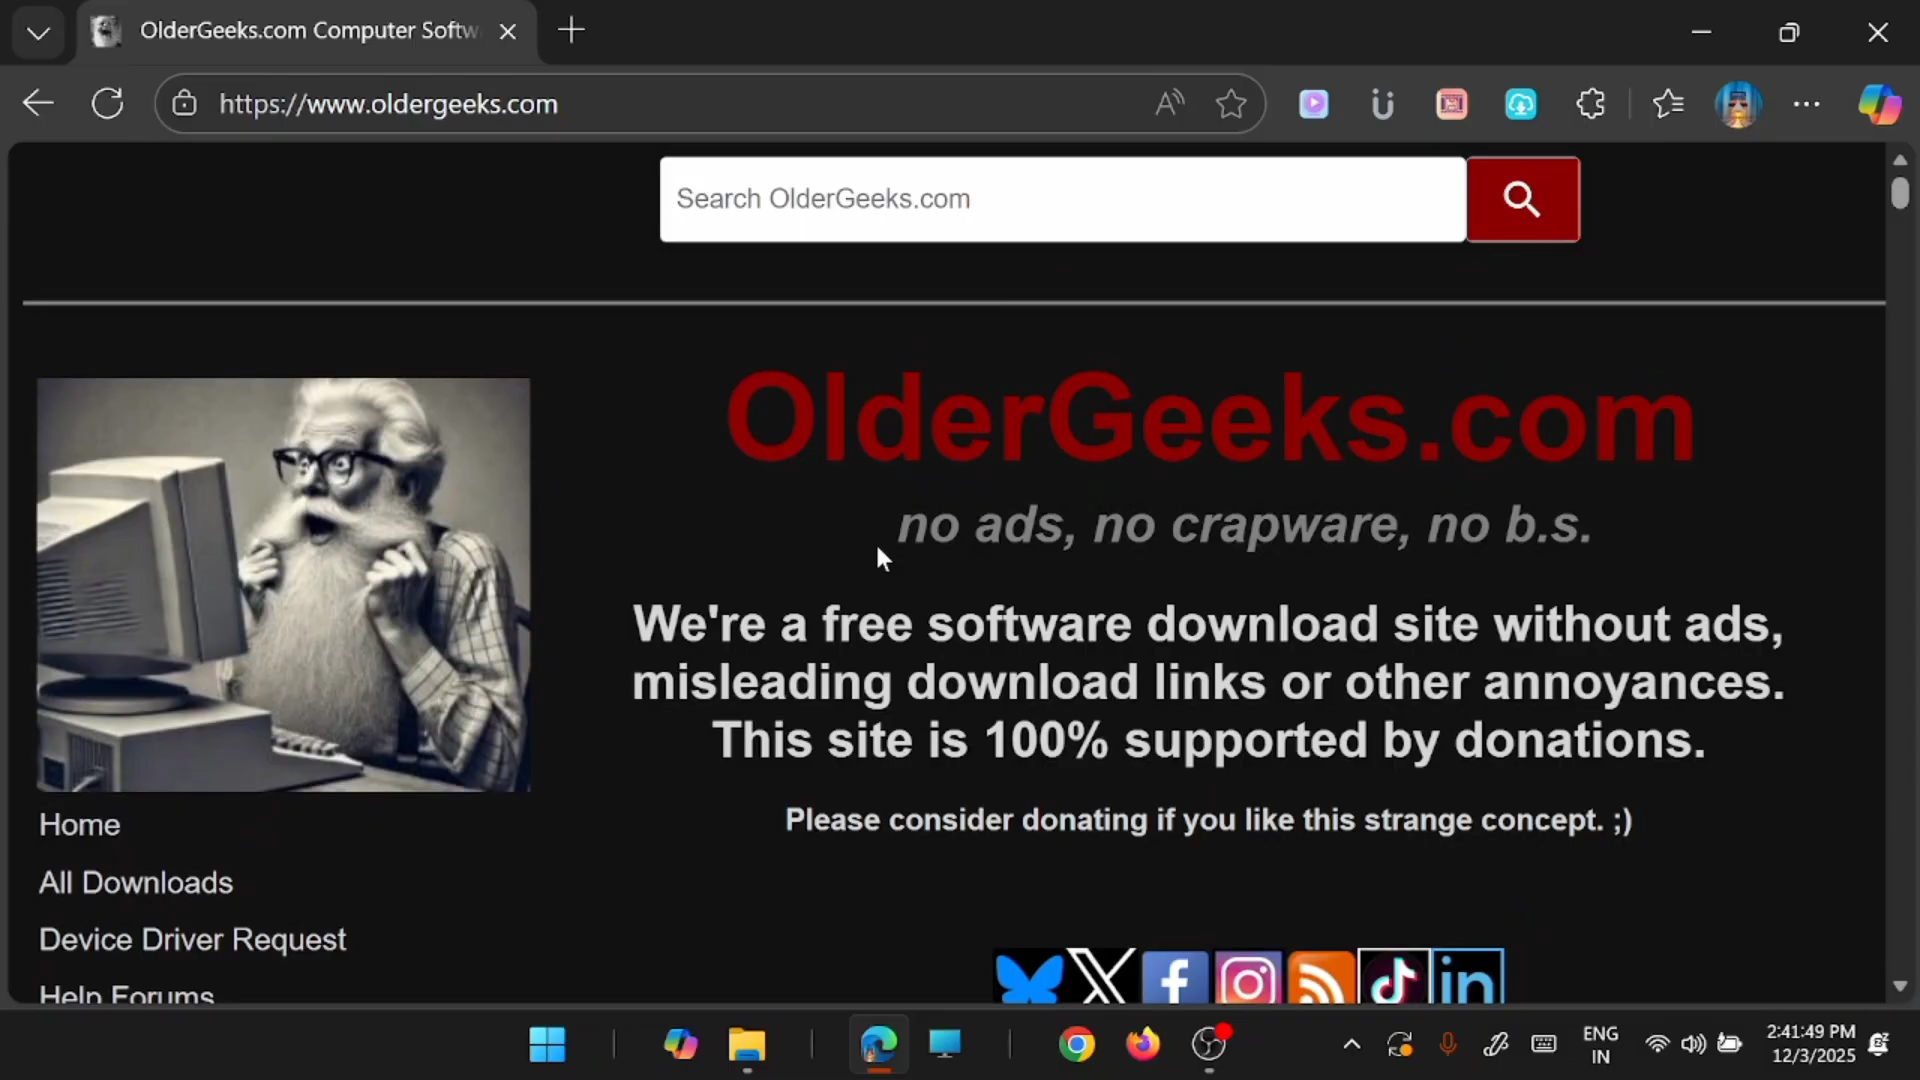 OlderGeeks.com Computer Softw
https://www.oldergeeks.com
Search OlderGeeks.com
OlderGeeks.com
no ads, no crapware, no b.s.
We're a free software download site without ads,
misleading download links or other annoyances.
This site is 100% supported by donations.
Please consider donating if you like this strange concept. ;)
Home
All Downloads
Device Driver Request
Help Forums
ENG
IN
2:41:49 PM
12/3/2025